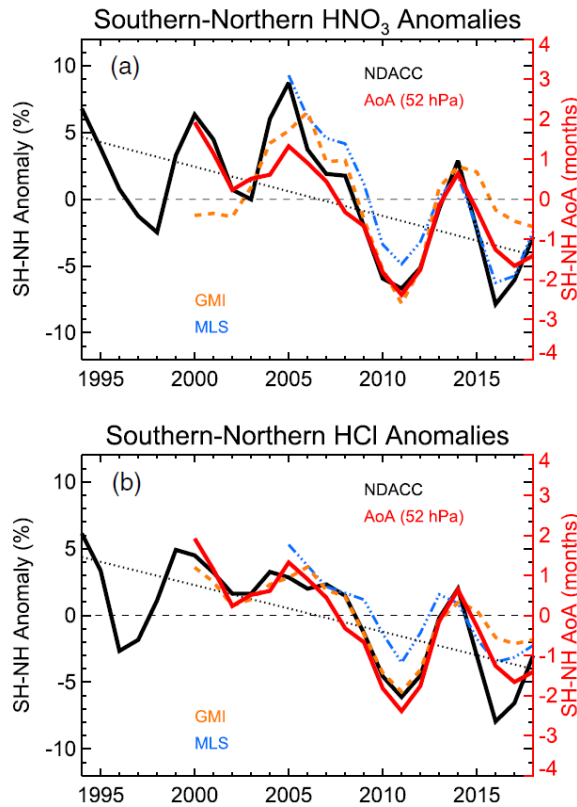 Southern-Northern HNO₃ Anomalies
(a)
NDACC
AoA (52 hPa)
GMI
MLS
SH-NH Anomaly (%)
10
5
0
-5
-10
SH-NH AoA (months)
4
3
2
1
0
-1
-2
-3
-4
1995 2000 2005 2010 2015
Southern-Northern HCl Anomalies
(b)
NDACC
AoA (52 hPa)
GMI
MLS
SH-NH Anomaly (%)
10
5
0
-5
-10
SH-NH AoA (months)
4
3
2
1
0
-1
-2
-3
-4
1995 2000 2005 2010 2015